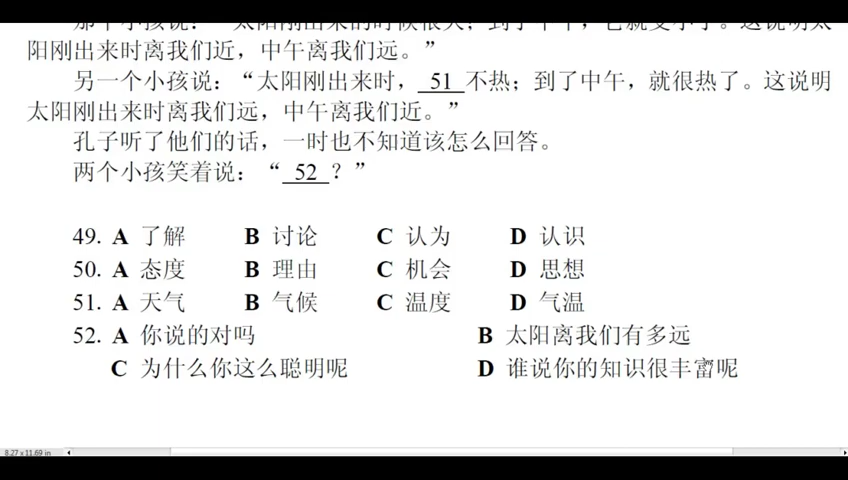 阳刚出来时离我们近，中午离我们远。”
另一个小孩说：“太阳刚出来时， 51 不热；到了中午，就很热了。这说明
太阳刚出来时离我们远，中午离我们近。”
孔子听了他们的话，一时也不知道该怎么回答。
两个小孩笑着说：“ 52 ？”
49. A 了解 B 讨论 C 认为 D 认识
50. A 态度 B 理由 C 机会 D 思想
51. A 天气 B 气候 C 温度 D 气温
52. A 你说的对吗 B 太阳离我们有多远
C 为什么你这么聪明呢 D 谁说你的知识很丰富呢
8.27 x 11.69 in